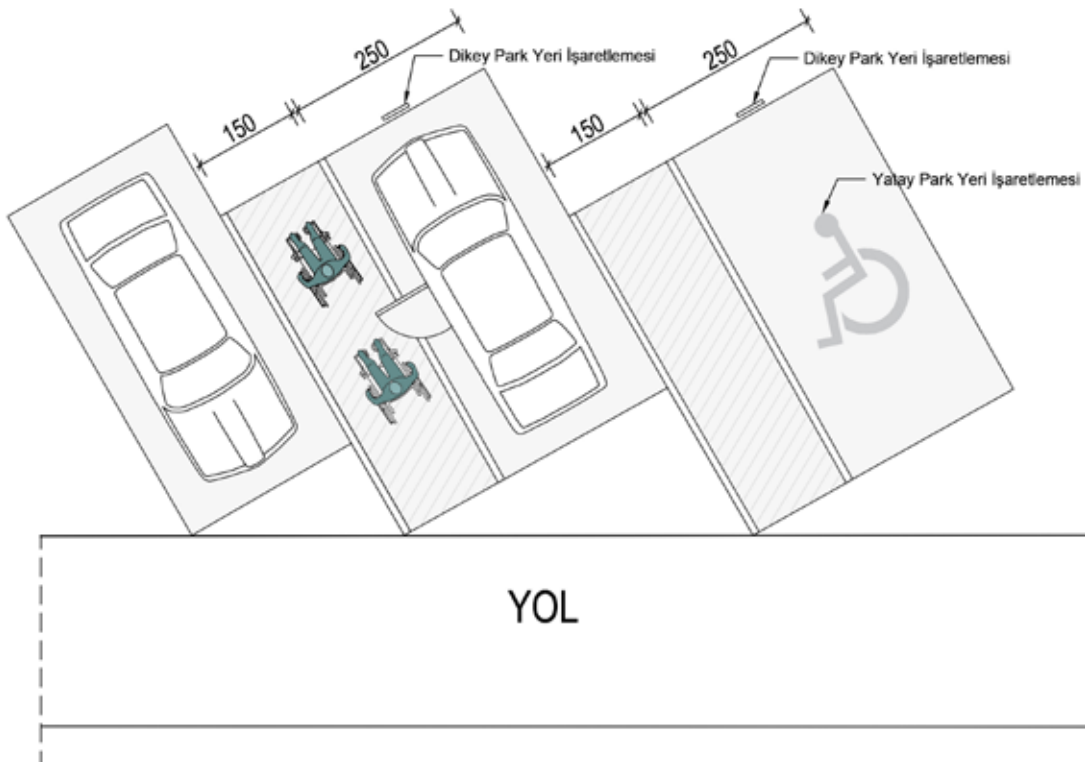 250
Dikey Park Yeri İşaretlemesi
150
250
Dikey Park Yeri İşaretlemesi
150
Yatay Park Yeri İşaretlemesi
YOL